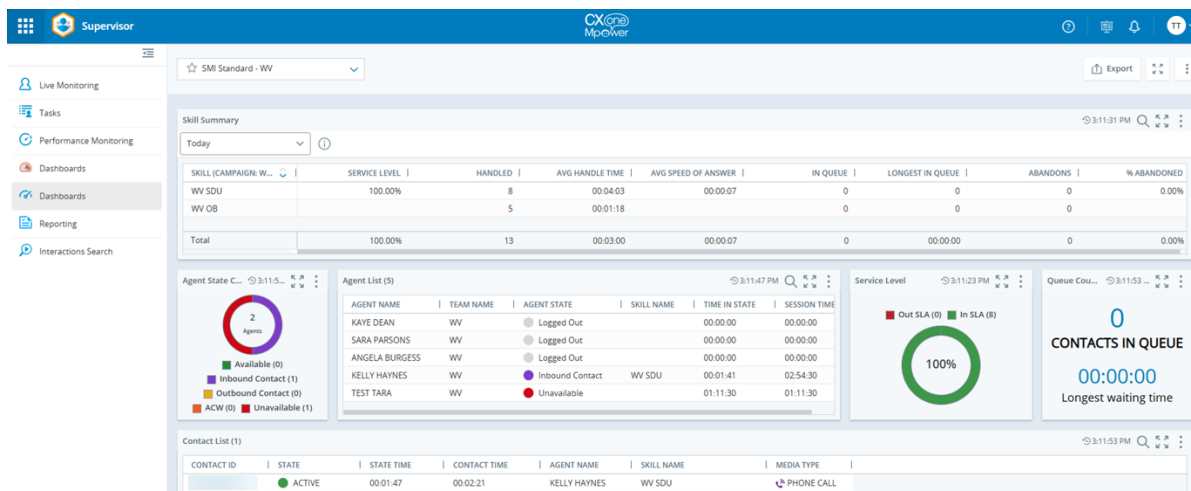 Supervisor
CXone
Mpower
TT
Live Monitoring
Tasks
Performance Monitoring
Dashboards
Dashboards
Reporting
Interactions Search
SMI Standard - WV
Export
Skill Summary
3:11:31 PM
Today
SKILL (CAMPAIGN: W... SERVICE LEVEL HANDLED AVG HANDLE TIME AVG SPEED OF ANSWER IN QUEUE LONGEST IN QUEUE ABANDONS % ABANDONED
WV SDU 100.00% 8 00:04:03 00:00:07 0 0 0 0.00%
WV OB 5 00:01:18 0 0 0
Total 100.00% 13 00:03:00 00:00:07 0 00:00:00 0 0.00%
Agent State C... 3:11:5...
2
Agents
Available (0)
Inbound Contact (1)
Outbound Contact (0)
ACW (0) Unavailable (1)
Agent List (5) 3:11:47 PM
AGENT NAME TEAM NAME AGENT STATE SKILL NAME TIME IN STATE SESSION TIME
KAYE DEAN WV Logged Out 00:00:00 00:00:00
SARA PARSONS WV Logged Out 00:00:00 00:00:00
ANGELA BURGESS WV Logged Out 00:00:00 00:00:00
KELLY HAYNES WV Inbound Contact WV SDU 00:01:41 02:54:30
TEST TARA WV Unavailable 01:11:30 01:11:30
Service Level 3:11:23 PM
Out SLA (0) In SLA (8)
100%
Queue Cou... 3:11:53 ...
0
CONTACTS IN QUEUE
00:00:00
Longest waiting time
Contact List (1) 3:11:53 PM
CONTACT ID STATE STATE TIME CONTACT TIME AGENT NAME SKILL NAME MEDIA TYPE
ACTIVE 00:01:47 00:02:21 KELLY HAYNES WV SDU PHONE CALL